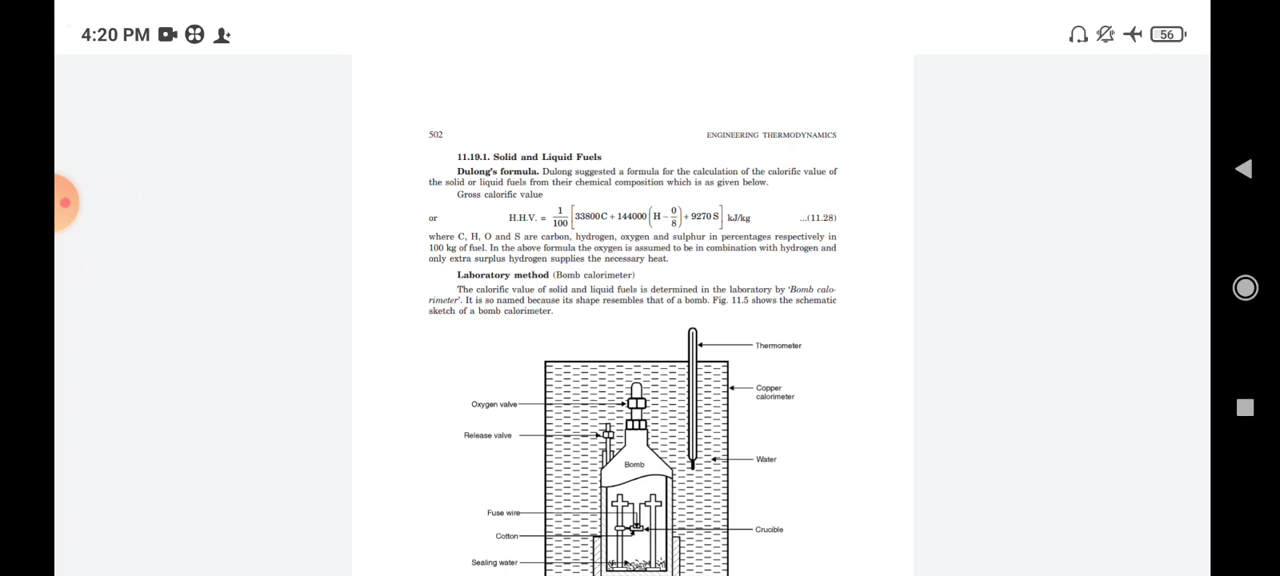 4:20 PM
56
502 ENGINEERING THERMODYNAMICS
11.19.1. Solid and Liquid Fuels
Dulong's formula. Dulong suggested a formula for the calculation of the calorific value of
the solid or liquid fuels from their chemical composition which is as given below.
Gross calorific value
or H.H.V. = 1/100 [33800 C + 144000 (H − 0/8) + 9270 S] kJ/kg ...(11.28)
where C, H, O and S are carbon, hydrogen, oxygen and sulphur in percentages respectively in
100 kg of fuel. In the above formula the oxygen is assumed to be in combination with hydrogen and
only extra surplus hydrogen supplies the necessary heat.
Laboratory method (Bomb calorimeter)
The calorific value of solid and liquid fuels is determined in the laboratory by 'Bomb calo-
rimeter'. It is so named because its shape resembles that of a bomb. Fig. 11.5 shows the schematic
sketch of a bomb calorimeter.
Thermometer
Copper
calorimeter
Oxygen valve
Release valve
Water
Bomb
Fuse wire
Crucible
Cotton
Sealing water